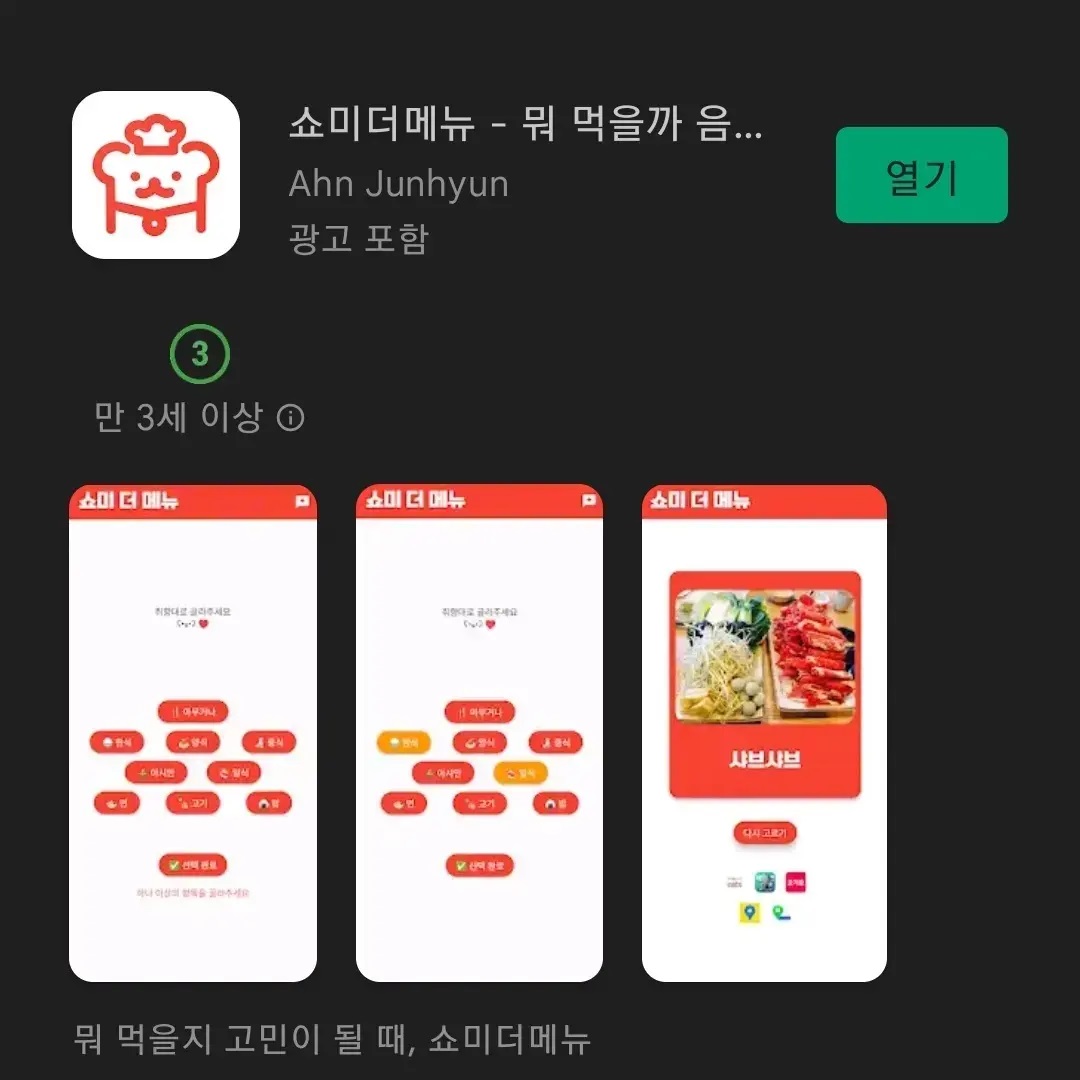 쇼미더메뉴 - 뭐 먹을까 음...
Ahn Junhyun
광고 포함
열기
3
만 3세 이상
쇼미 더 메뉴
취향대로 골라주세요
아무거나
한식 양식 중식
아시안 일식
면 고기 밥
선택 완료
하나 이상의 항목을 골라주세요
쇼미 더 메뉴
취향대로 골라주세요
아무거나
한식 양식 중식
아시안 일식
면 고기 밥
선택 완료
쇼미 더 메뉴
샤브샤브
다시 고르기
eats
요기요
뭐 먹을지 고민이 될 때, 쇼미더메뉴